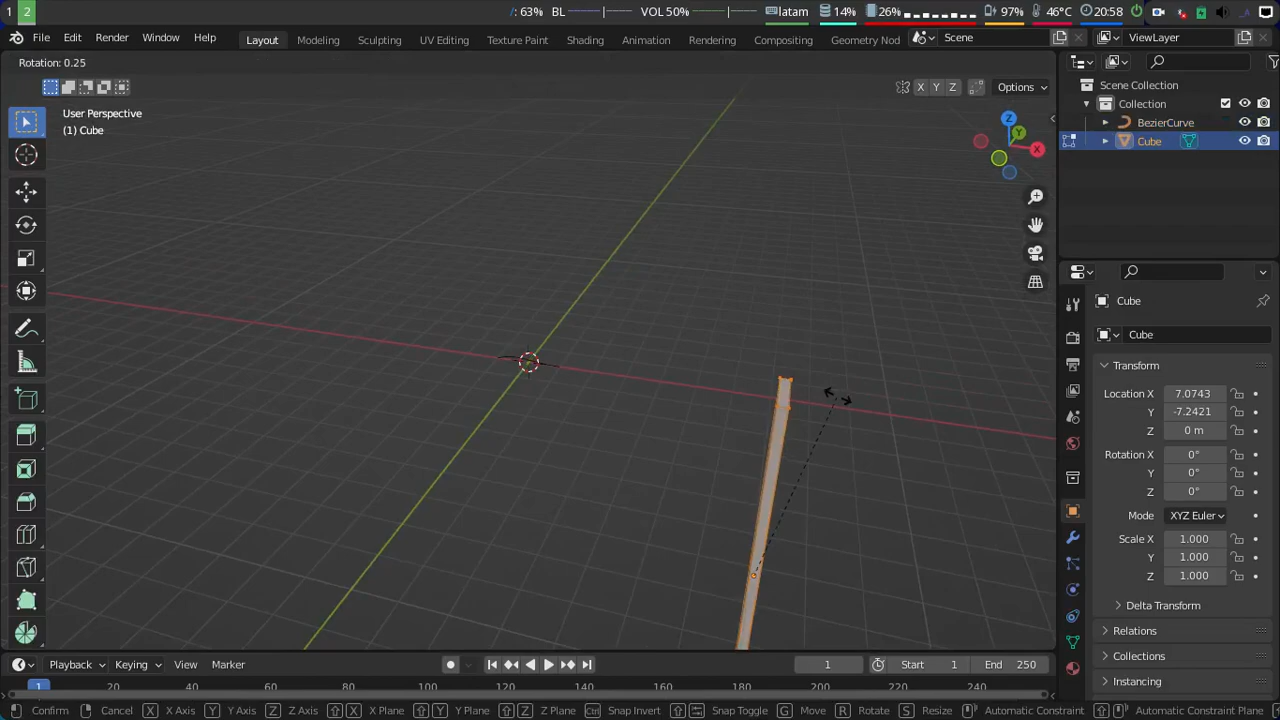 1 2 /: 63% BL VOL 50% latam 14% 26% 97% 46°C 20:58
File Edit Render Window Help Layout Modeling Sculpting UV Editing Texture Paint Shading Animation Rendering Compositing Geometry Nod Scene ViewLayer
Rotation: 0.25
X Y Z Options
User Perspective
(1) Cube
Z
Y
X
Scene Collection
Collection
BezierCurve
Cube
Cube
Cube
Transform
Location X 7.0743
Y -7.2421
Z 0 m
Rotation X 0°
Y 0°
Z 0°
Mode XYZ Euler
Scale X 1.000
Y 1.000
Z 1.000
Delta Transform
Relations
Collections
Instancing
Playback Keying View Marker 1 Start 1 End 250
1 20 40 60 80 100 120 140 160 180 200 220 240
Confirm Cancel X X Axis Y Y Axis Z Z Axis X X Plane Y Y Plane Z Z Plane Ctrl Snap Invert Snap Toggle G Move R Rotate S Resize Automatic Constraint Automatic Constraint Plane